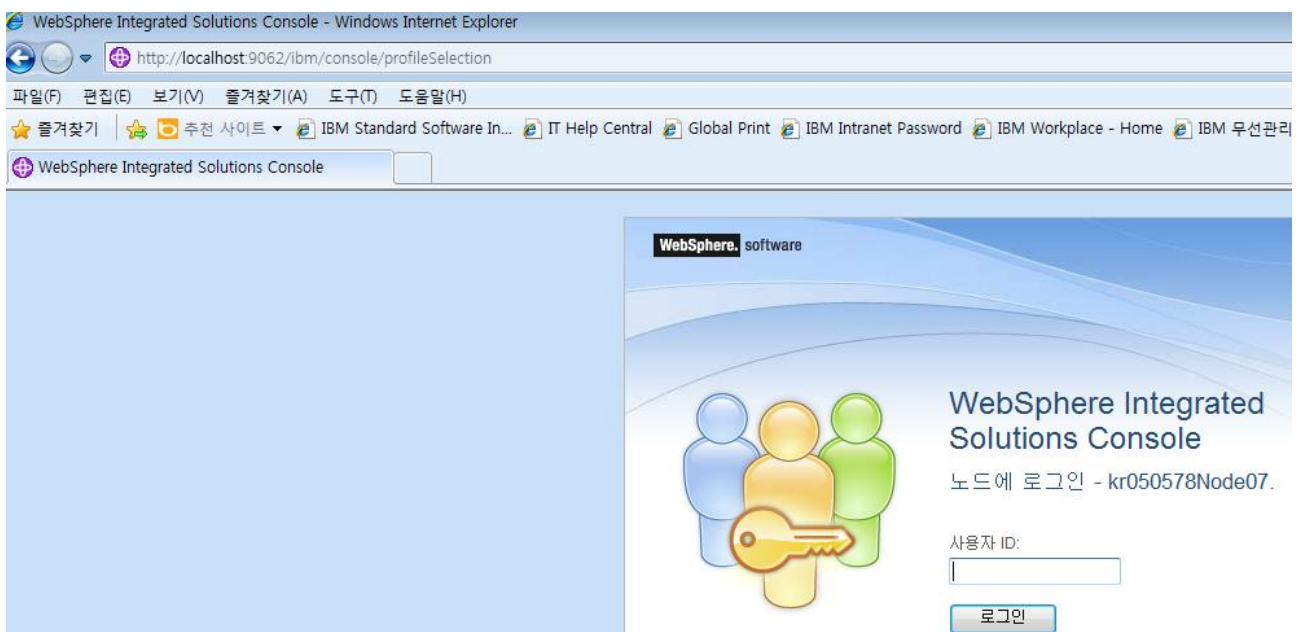 WebSphere Integrated Solutions Console - Windows Internet Explorer
http://localhost:9062/ibm/console/profileSelection
파일(F) 편집(E) 보기(V) 즐겨찾기(A) 도구(T) 도움말(H)
즐겨찾기 추천 사이트 IBM Standard Software In... IT Help Central Global Print IBM Intranet Password IBM Workplace - Home IBM 무선관리
WebSphere Integrated Solutions Console
WebSphere. software
WebSphere Integrated
Solutions Console
노드에 로그인 - kr050578Node07.
사용자 ID:
로그인